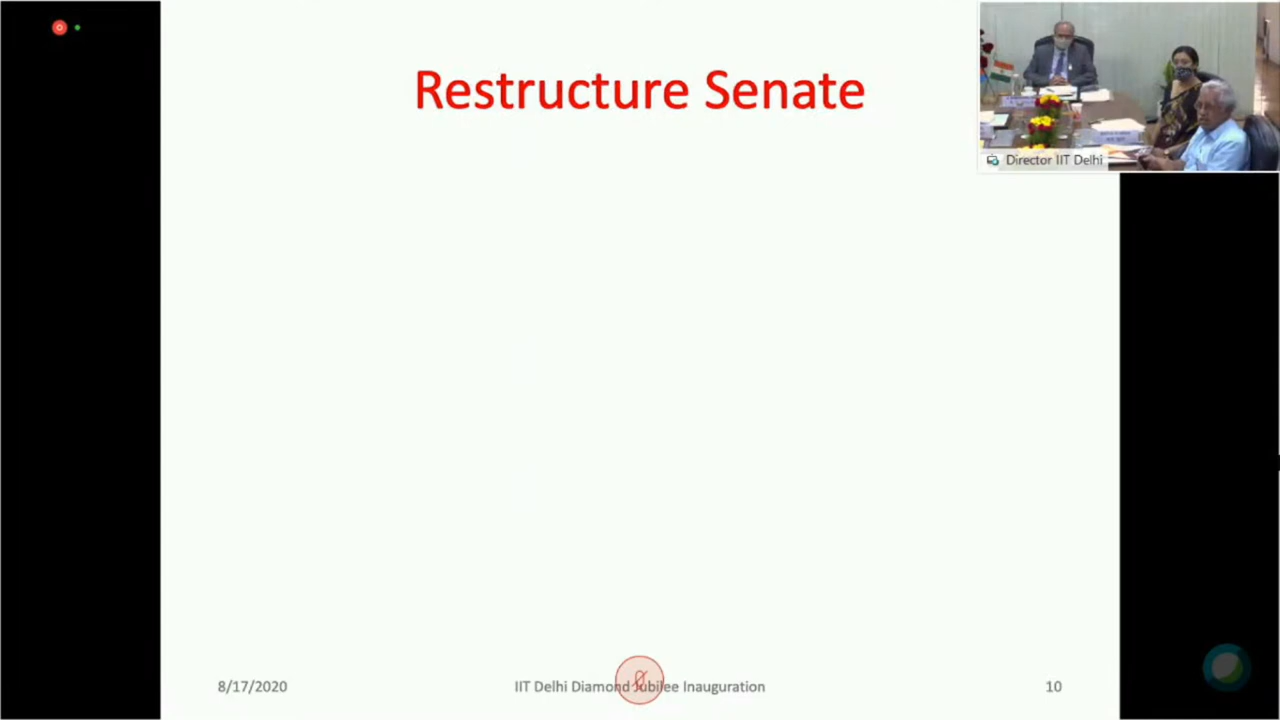 Restructure Senate
Director IIT Delhi
8/17/2020
IIT Delhi Diamond Jubilee Inauguration
10